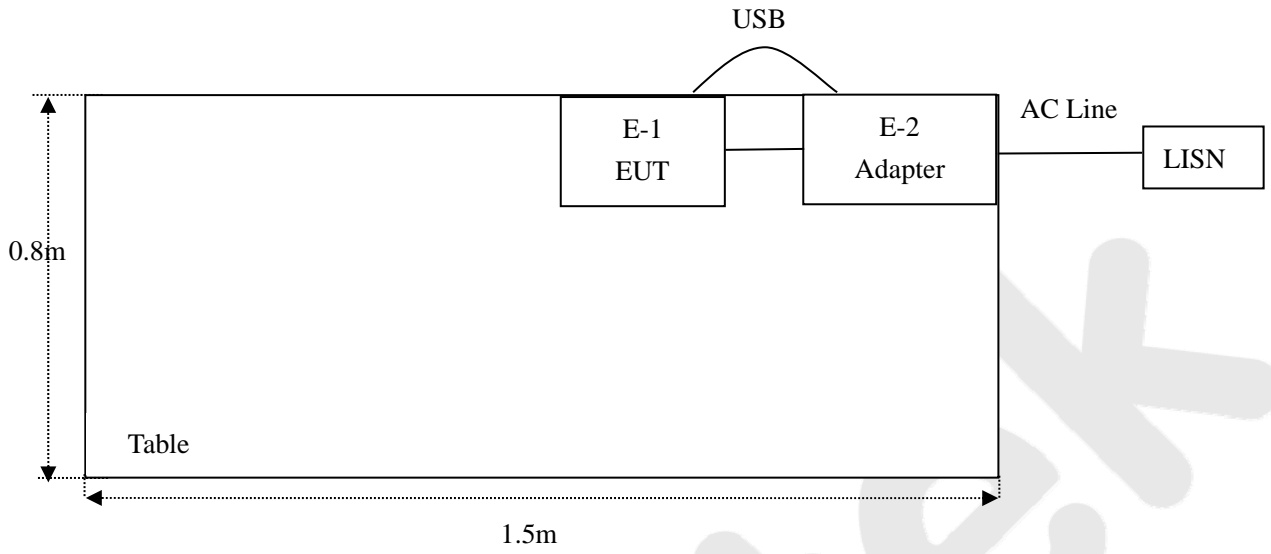 USB
E-1
EUT
E-2
Adapter
AC Line
LISN
0.8m
Table
1.5m